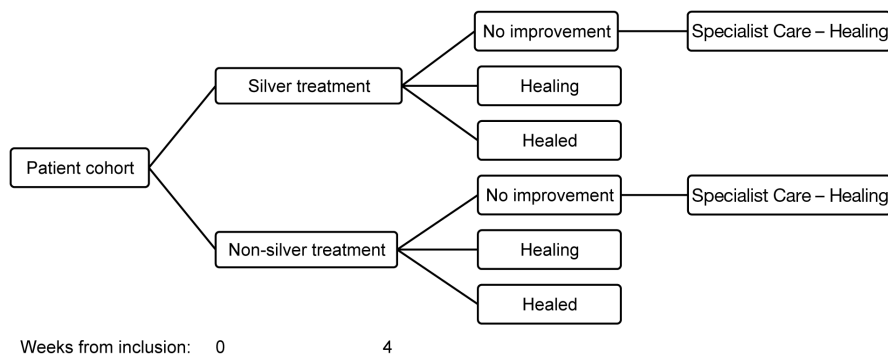 No improvement
Specialist Care – Healing
Silver treatment
Healing
Healed
Patient cohort
No improvement
Specialist Care – Healing
Non-silver treatment
Healing
Healed
Weeks from inclusion: 0 4